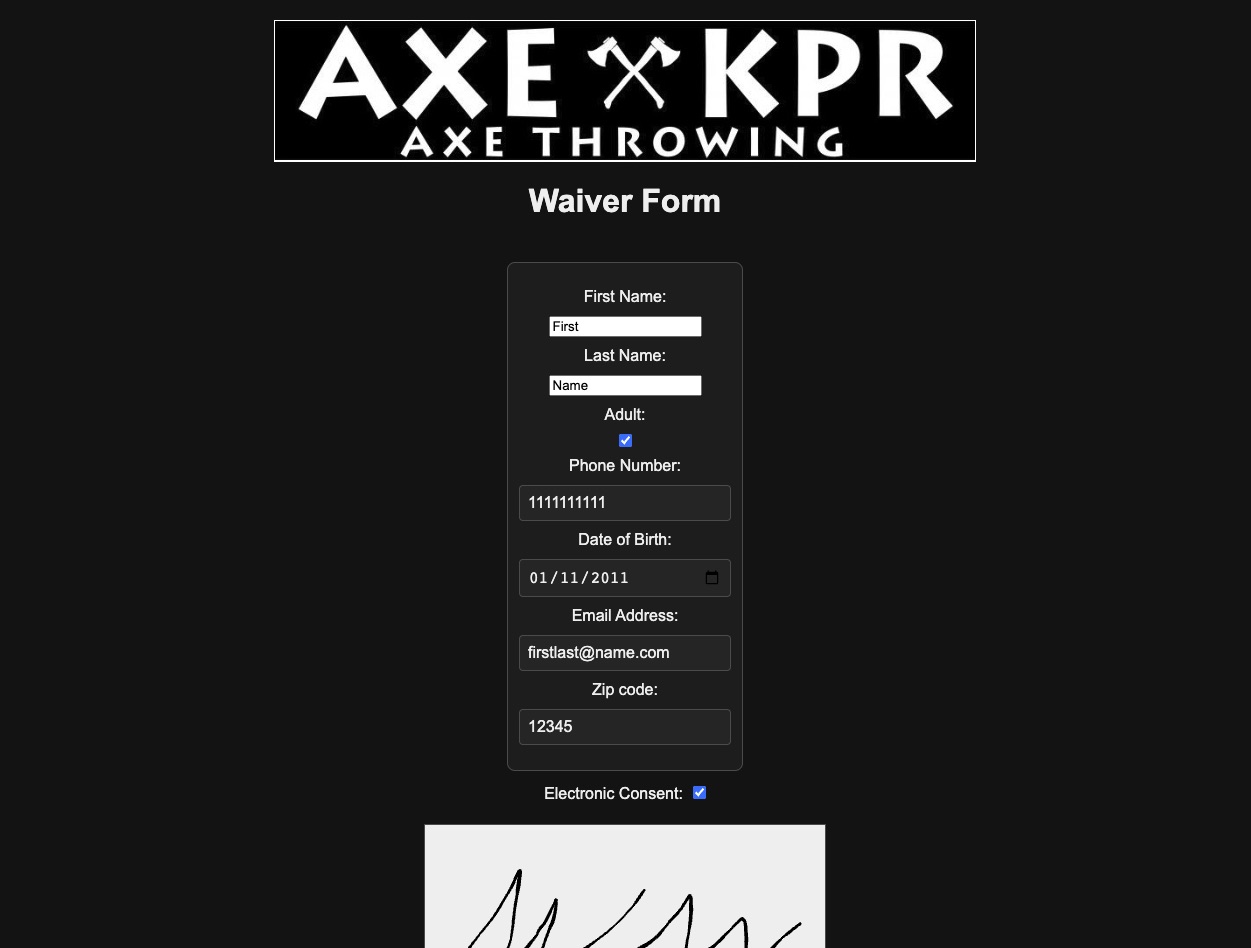 AXE KPR
AXE THROWING
Waiver Form
First Name:
First
Last Name:
Name
Adult:
Phone Number:
1111111111
Date of Birth:
01/11/2011
Email Address:
firstlast@name.com
Zip code:
12345
Electronic Consent: